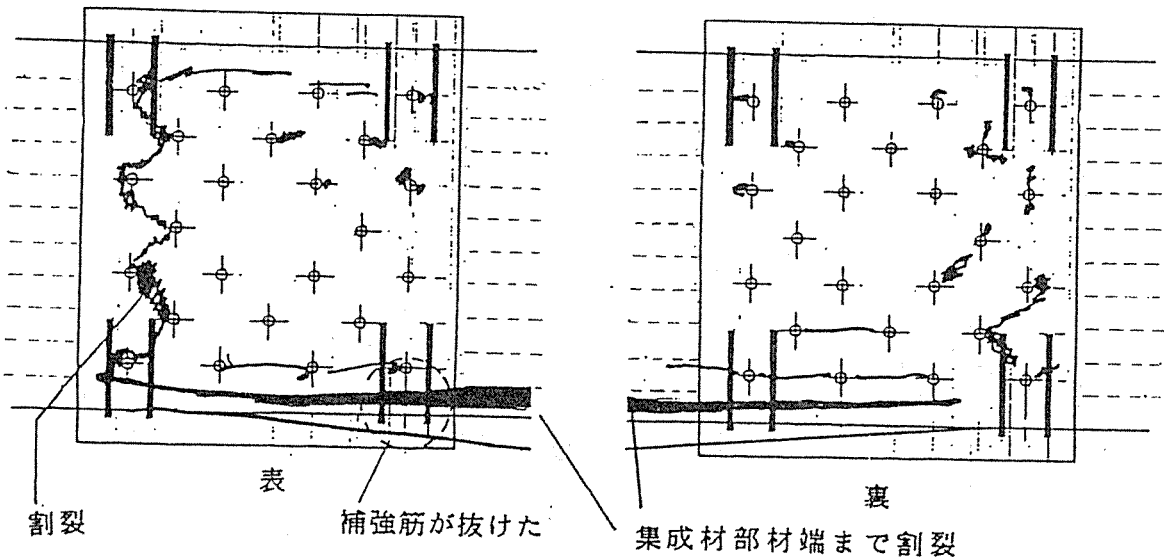 表
裏
割裂
補強筋が抜けた
集成材部材端まで割裂